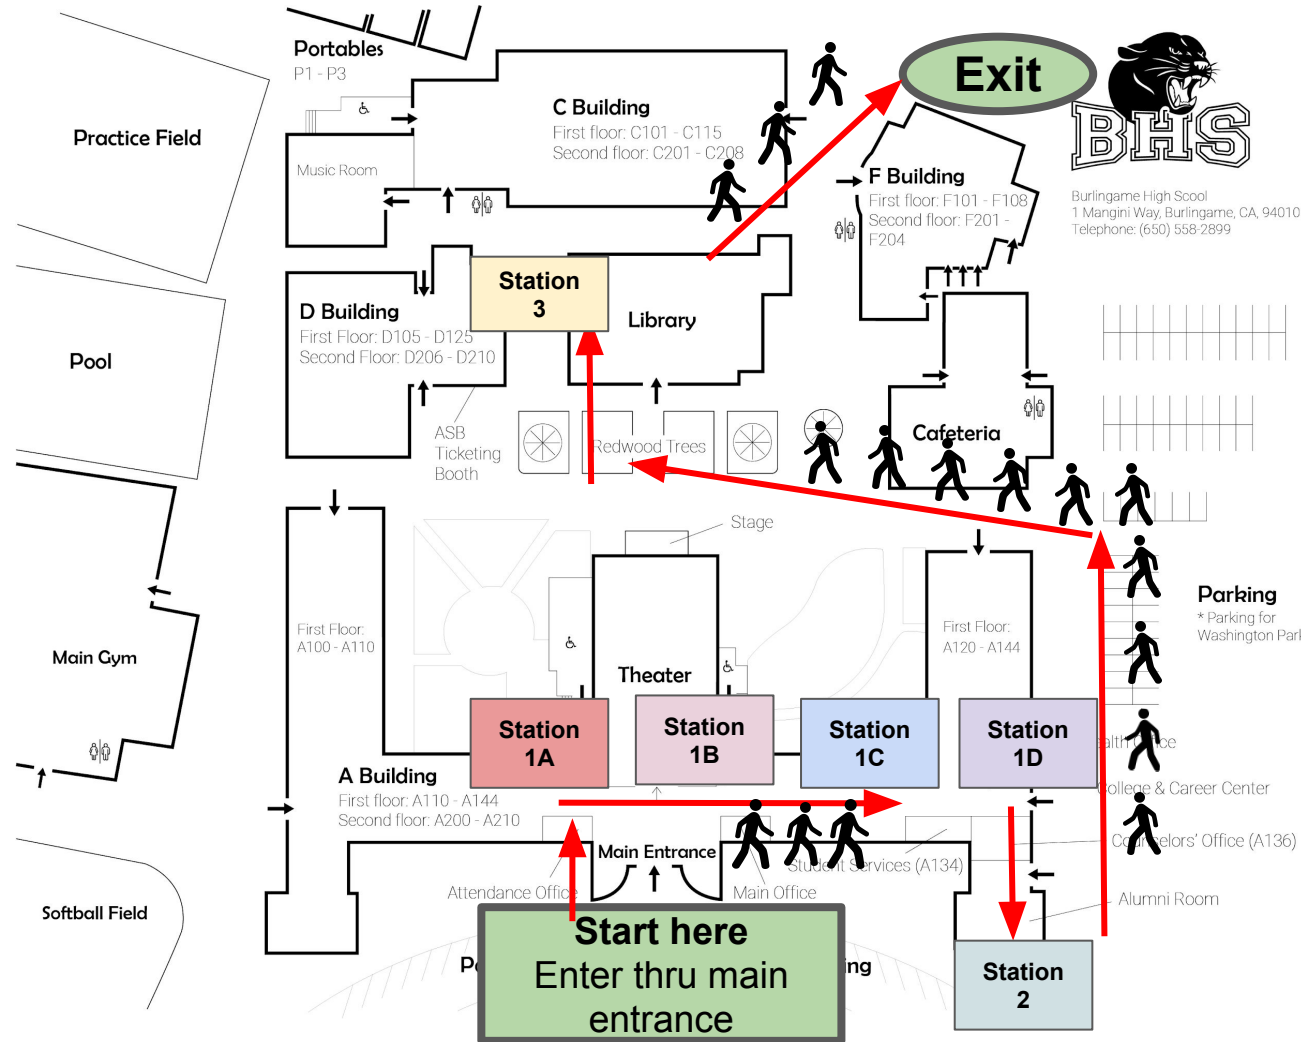 Portables
P1 - P3
Exit
BHS
Practice Field
C Building
First floor: C101 - C115
Second floor: C201 - C208
Music Room
F Building
First floor: F101 - F108
Second floor: F201 -
F204
Burlingame High Scool
1 Mangini Way, Burlingame, CA, 94010
Telephone: (650) 558-2899
Station
3
D Building
First Floor: D105 - D125
Second Floor: D206 - D210
Library
Pool
ASB
Ticketing
Booth
Redwood Trees
Cafeteria
Stage
Parking
* Parking for
Washington Park
First Floor:
A100 - A110
First Floor:
A120 - A144
Main Gym
Theater
Station
1A
Station
1B
Station
1C
Station
1D
College & Career Center
A Building
First floor: A110 - A144
Second floor: A200 - A210
Main Entrance
Student Services (A134)
Office (A136)
Attendance Office
Main Office
Alumni Room
Softball Field
Start here
Enter thru main
entrance
Station
2